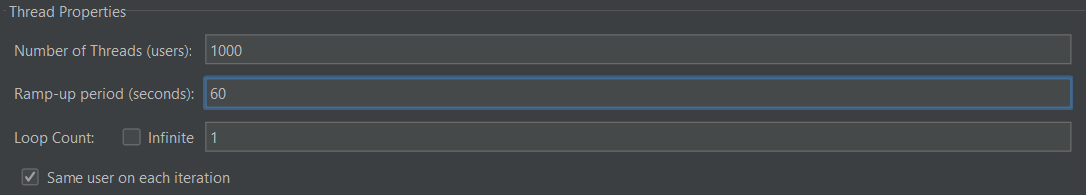 Thread Properties
Number of Threads (users): 1000
Ramp-up period (seconds): 60
Loop Count: Infinite 1
Same user on each iteration